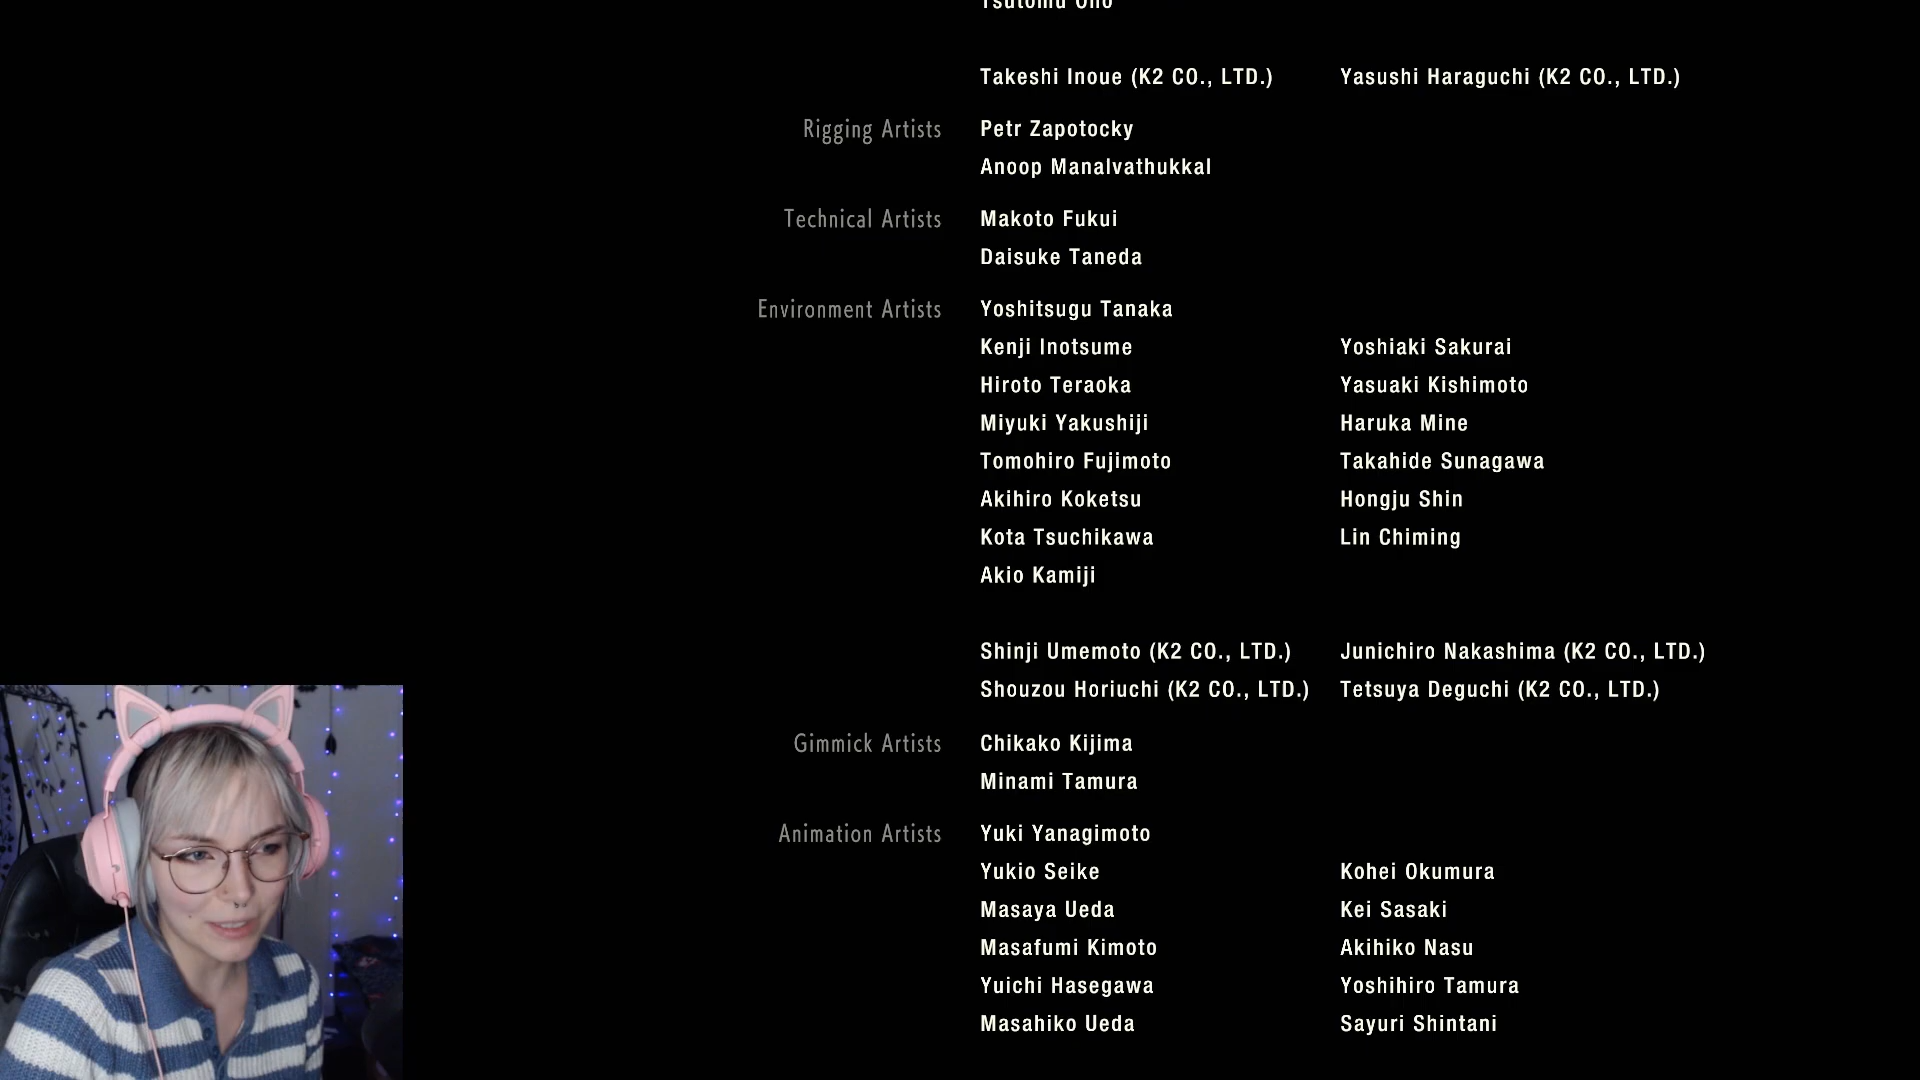 Tsutomu Ono
Takeshi Inoue (K2 CO., LTD.) Yasushi Haraguchi (K2 CO., LTD.)
Rigging Artists Petr Zapotocky
Anoop Manalvathukkal
Technical Artists Makoto Fukui
Daisuke Taneda
Environment Artists Yoshitsugu Tanaka
Kenji Inotsume Yoshiaki Sakurai
Hiroto Teraoka Yasuaki Kishimoto
Miyuki Yakushiji Haruka Mine
Tomohiro Fujimoto Takahide Sunagawa
Akihiro Koketsu Hongju Shin
Kota Tsuchikawa Lin Chiming
Akio Kamiji
Shinji Umemoto (K2 CO., LTD.) Junichiro Nakashima (K2 CO., LTD.)
Shouzou Horiuchi (K2 CO., LTD.) Tetsuya Deguchi (K2 CO., LTD.)
Gimmick Artists Chikako Kijima
Minami Tamura
Animation Artists Yuki Yanagimoto
Yukio Seike Kohei Okumura
Masaya Ueda Kei Sasaki
Masafumi Kimoto Akihiko Nasu
Yuichi Hasegawa Yoshihiro Tamura
Masahiko Ueda Sayuri Shintani